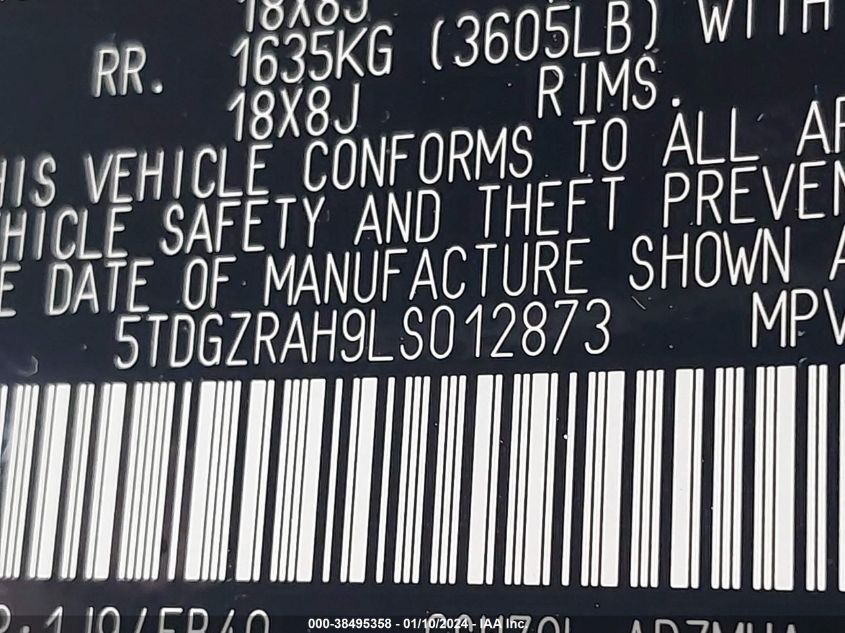 18X8J
RR. 1635KG (3605LB) WITH
18X8J RIMS.
HIS VEHICLE CONFORMS TO ALL AP
HICLE SAFETY AND THEFT PREVEN
E DATE OF MANUFACTURE SHOWN A
5TDGZRAH9LS012873 MPV
000-38495358 - 01/10/2024 - IAA Inc.